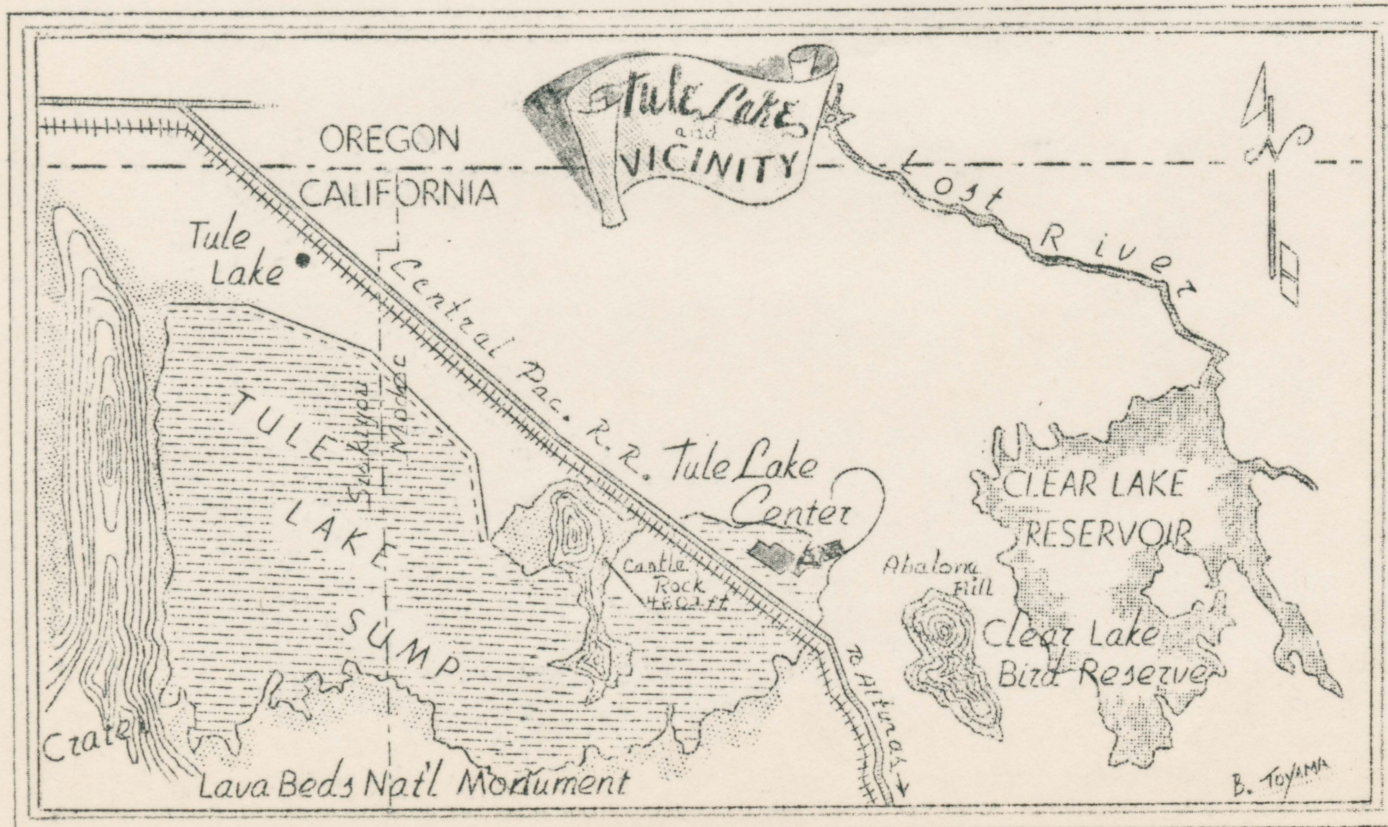 Tule Lake
and
VICINITY
OREGON
CALIFORNIA
Lost River
N
Tule
Lake
Central Pac. R.R.
Siskiyou
Modoc
TULE
LAKE
SUMP
Tule Lake
Center
CLEAR LAKE
RESERVOIR
Castle
Rock
ft.
Abalone
Hill
Clear Lake
Bird Reserve
To Alturas
Crater
Lava Beds Nat'l Monument
B. TOYAMA